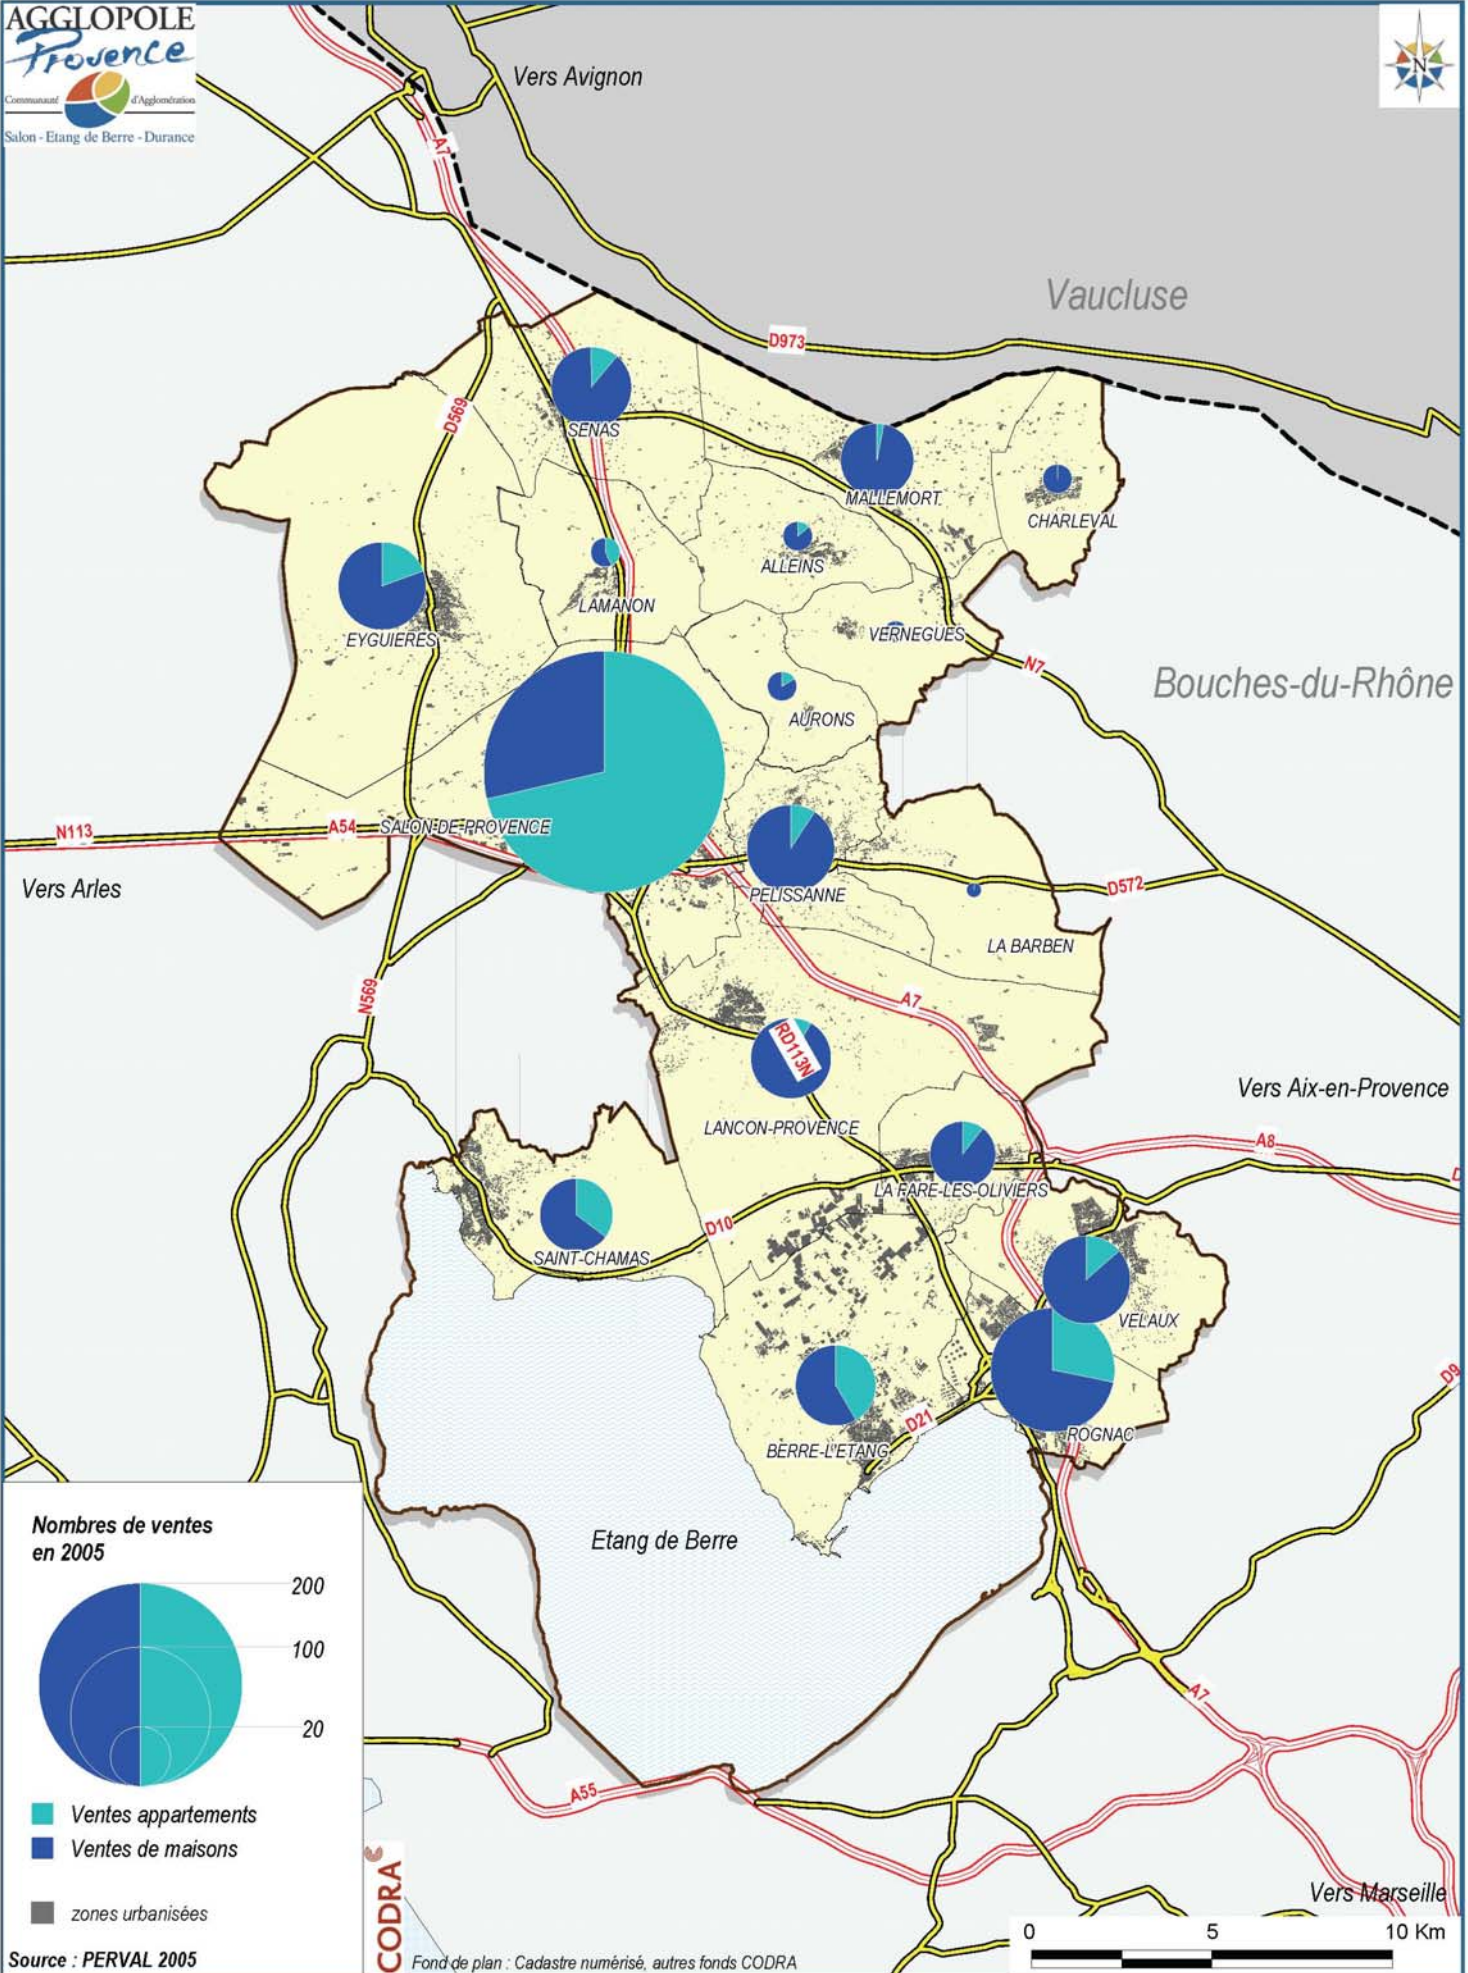 AGGLOPOLE
Provence
Communauté d'Agglomération
Salon - Etang de Berre - Durance
Vers Avignon
N
A7
Vaucluse
D973
D569
SENAS
MALLEMORT
CHARLEVAL
ALLEINS
LAMANON
EYGUIERES
VERNEGUES
N7
Bouches-du-Rhône
AURONS
N113
A54
SALON-DE-PROVENCE
Vers Arles
PELISSANNE
D572
LA BARBEN
N569
A7
RD113N
Vers Aix-en-Provence
LANCON-PROVENCE
A8
LA FARE-LES-OLIVIERS
D10
SAINT-CHAMAS
VELAUX
D9
D21
ROGNAC
BERRE-L'ETANG
Etang de Berre
Nombres de ventes
en 2005
200
100
20
Ventes appartements
Ventes de maisons
zones urbanisées
Source : PERVAL 2005
A7
A55
CODRA
Vers Marseille
0 5 10 Km
Fond de plan : Cadastre numérisé, autres fonds CODRA